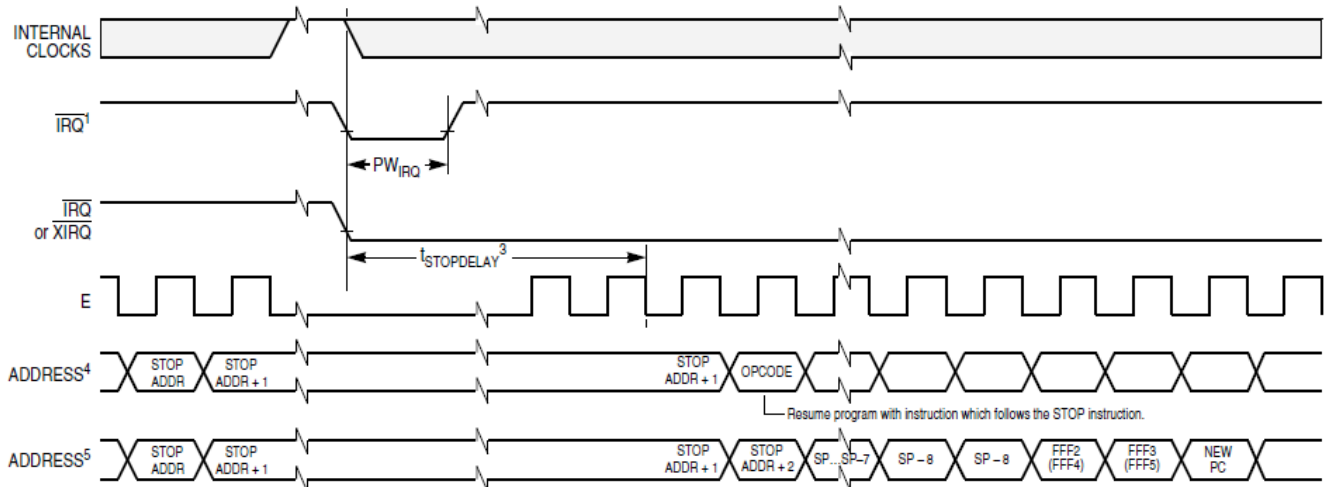 INTERNAL
CLOCKS
IRQ¹
PW_IRQ
IRQ
or XIRQ
t_STOPDELAY³
E
ADDRESS⁴
STOP
ADDR
STOP
ADDR + 1
STOP
ADDR + 1
OPCODE
Resume program with instruction which follows the STOP instruction.
ADDRESS⁵
STOP
ADDR
STOP
ADDR + 1
STOP
ADDR + 1
STOP
ADDR + 2
SP…SP–7
SP – 8
SP – 8
FFF2
(FFF4)
FFF3
(FFF5)
NEW
PC